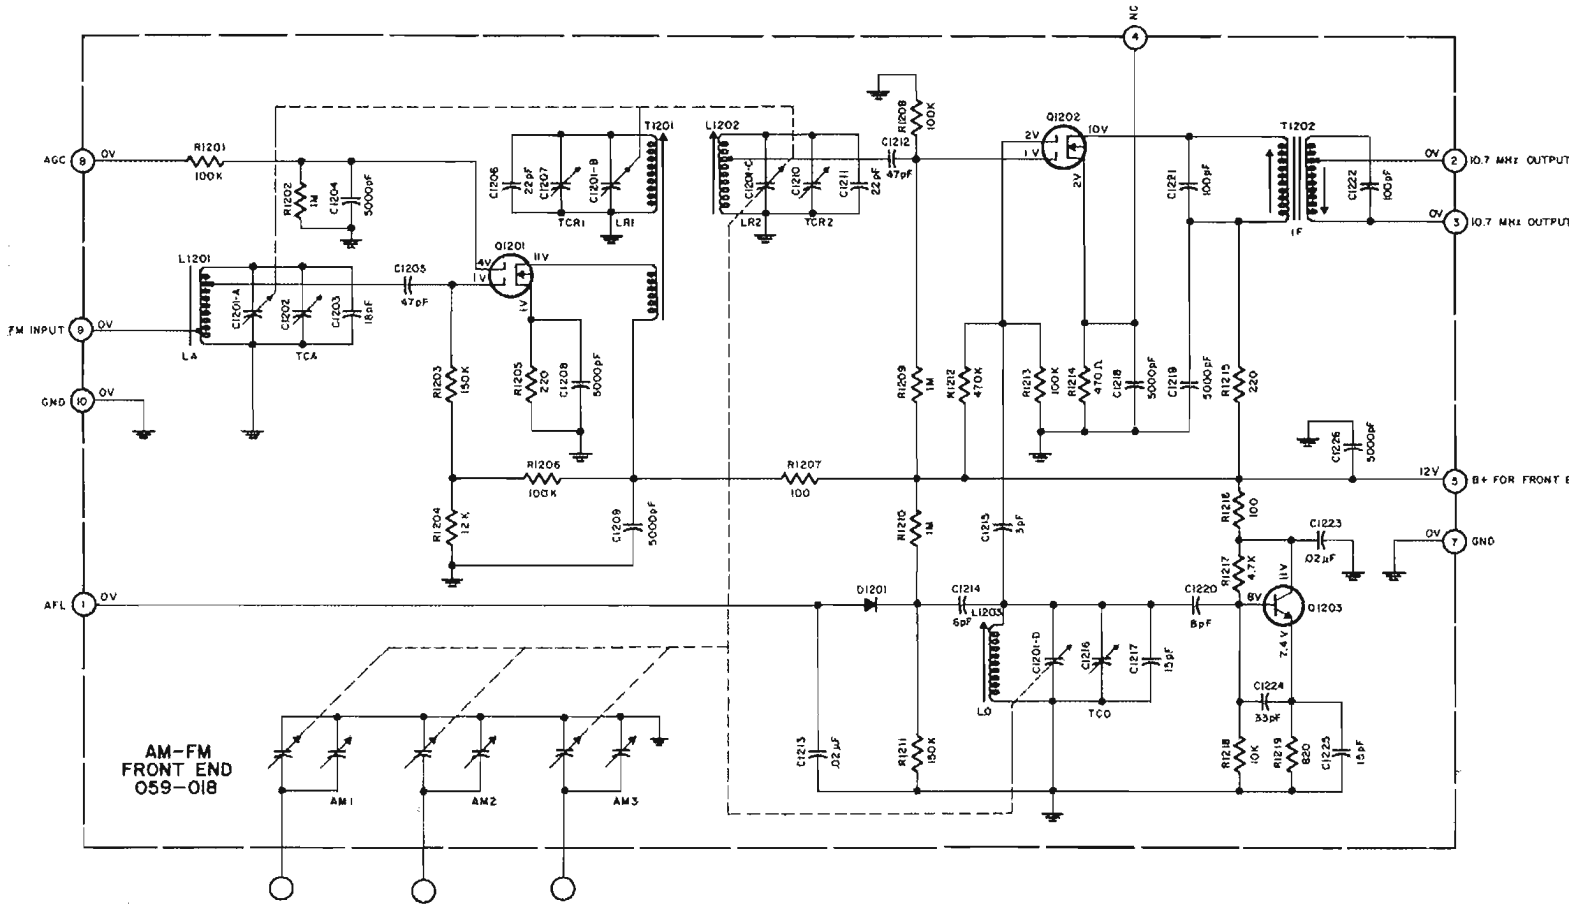 NC
4
AGC
8
0V
R1201
100K
R1202
1M
C1204
5000pF
C1206
22pF
C1207
C1201-B
T1201
TCR1
LR1
L1202
C1201-C
C1210
C1211
22pF
LR2
TCR2
C1212
47pF
R1208
100K
Q1202
2V
1V
10V
2V
C1221
100pF
T1202
1F
C1222
100pF
0V
2
10.7 MHz OUTPUT
0V
3
10.7 MHz OUTPUT
L1201
C1201-A
C1202
C1203
18pF
LA
TCA
FM INPUT
9
0V
C1205
47pF
Q1201
4V
1V
11V
1V
GND
10
0V
R1203
150K
R1205
220
C1208
5000pF
R1209
1M
R1212
470K
R1213
100K
R1214
470Ω
C1218
5000pF
C1219
5000pF
R1215
220
C1226
5000pF
R1206
100K
R1207
100
12V
5
B+ FOR FRONT E
R1204
12K
C1209
5000pF
R1210
1M
C1215
3pF
R1216
100
C1223
.02µF
0V
7
GND
R1217
4.7K
11V
8V
Q1203
7.4V
AFL
1
0V
D1201
C1214
6pF
L1203
C1220
8pF
C1201-D
C1216
C1217
15pF
LO
TCO
C1224
33pF
C1213
.02µF
R1211
150K
R1218
10K
R1219
820
C1225
15pF
AM-FM
FRONT END
059-018
AM1
AM2
AM3